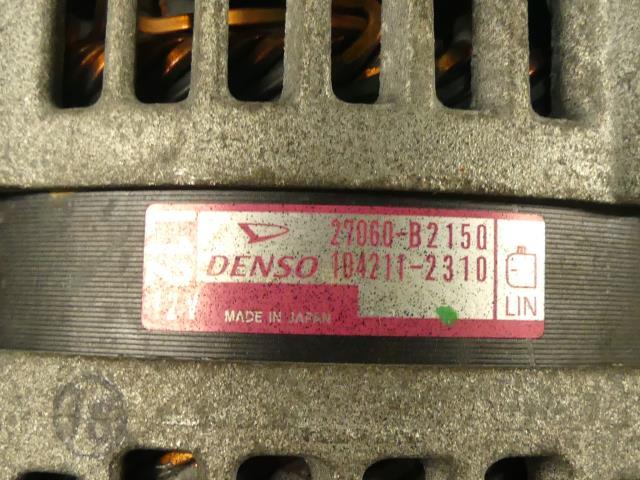 27060-B2150
DENSO 104211-2310
12V
MADE IN JAPAN
LIN